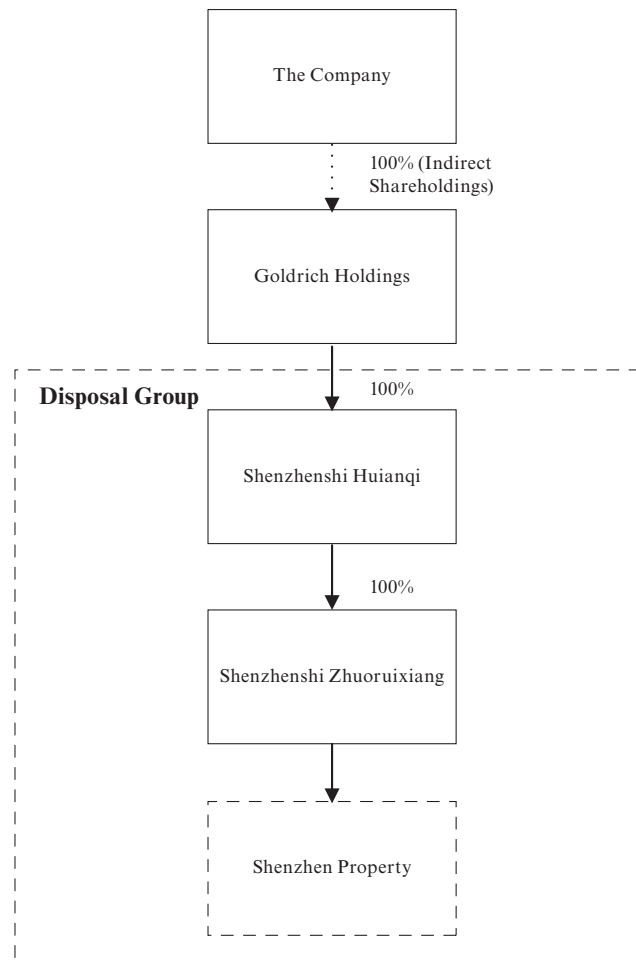 The Company
100% (Indirect
Shareholdings)
Goldrich Holdings
Disposal Group
100%
Shenzhenshi Huianqi
100%
Shenzhenshi Zhuoruixiang
Shenzhen Property